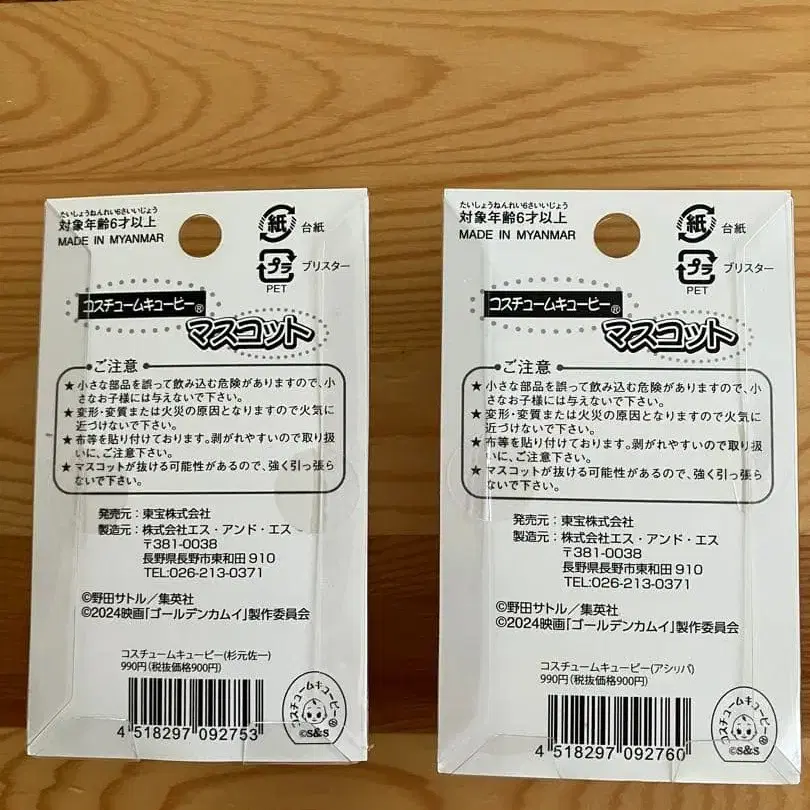 たいしょうねんれい6さいいじょう
対象年齢6才以上
MADE IN MYANMAR
紙 台紙
プラ ブリスター
PET
コスチュームキューピー®
マスコット
ご注意
★小さな部品を誤って飲み込む危険がありますので、小
さなお子様には与えないで下さい。
★変形・変質または火災の原因となりますので火気に
近づけないで下さい。
★布等を貼り付けております。剥がれやすいので取り扱
いに、ご注意下さい。
★マスコットが抜ける可能性があるので、強く引っ張ら
ないで下さい。
発売元：東宝株式会社
製造元：株式会社エス・アンド・エス
〒381-0038
長野県長野市東和田 910
TEL:026-213-0371
©野田サトル／集英社
©2024映画「ゴールデンカムイ」製作委員会
コスチュームキューピー(杉元佐一)
990円(税抜価格900円)
4 518297 092753
コスチュームキューピー®
©s&s
たいしょうねんれい6さいいじょう
対象年齢6才以上
MADE IN MYANMAR
紙 台紙
プラ ブリスター
PET
コスチュームキューピー®
マスコット
ご注意
★小さな部品を誤って飲み込む危険がありますので、小
さなお子様には与えないで下さい。
★変形・変質または火災の原因となりますので火気に
近づけないで下さい。
★布等を貼り付けております。剥がれやすいので取り扱
いに、ご注意下さい。
★マスコットが抜ける可能性があるので、強く引っ張ら
ないで下さい。
発売元：東宝株式会社
製造元：株式会社エス・アンド・エス
〒381-0038
長野県長野市東和田 910
TEL:026-213-0371
©野田サトル／集英社
©2024映画「ゴールデンカムイ」製作委員会
コスチュームキューピー(アシㇼパ)
990円(税抜価格900円)
4 518297 092760
コスチュームキューピー®
©s&s